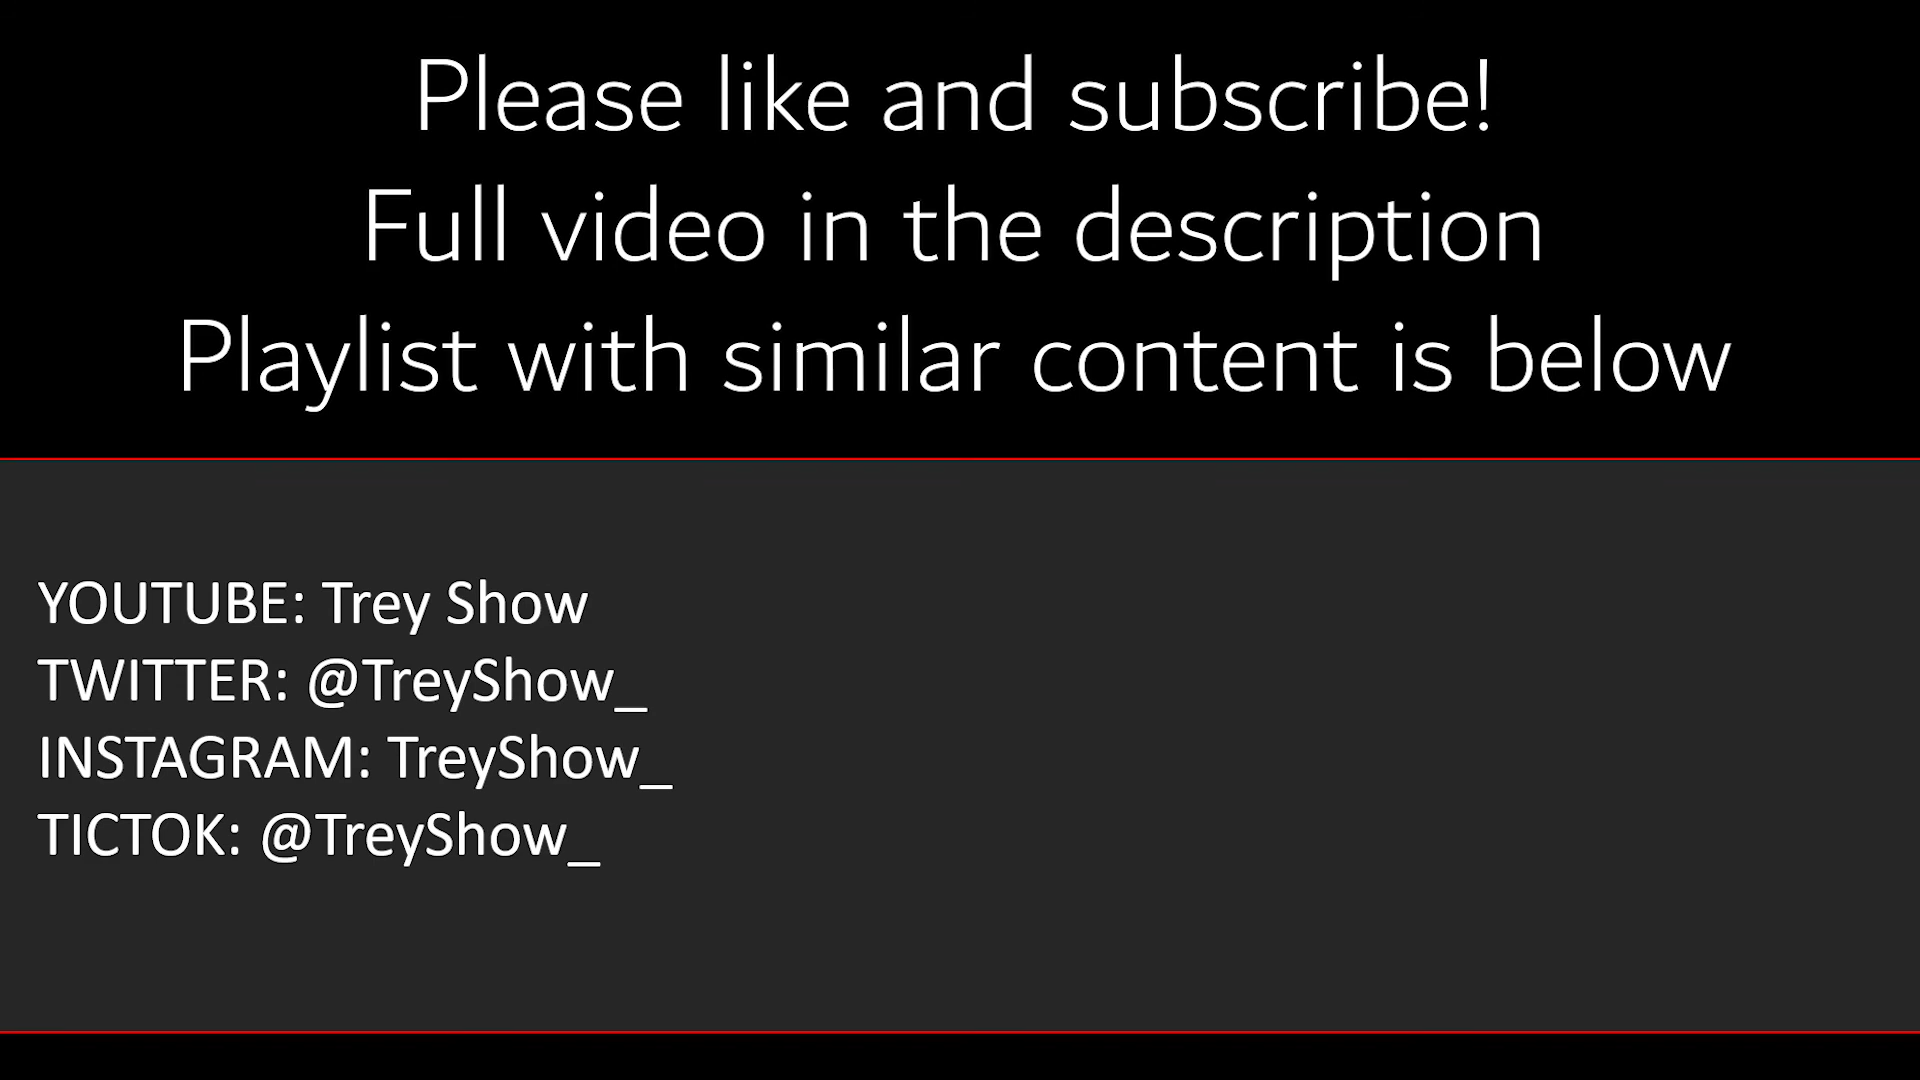 Please like and subscribe!
Full video in the description
Playlist with similar content is below
YOUTUBE: Trey Show
TWITTER: @TreyShow_
INSTAGRAM: TreyShow_
TICTOK: @TreyShow_